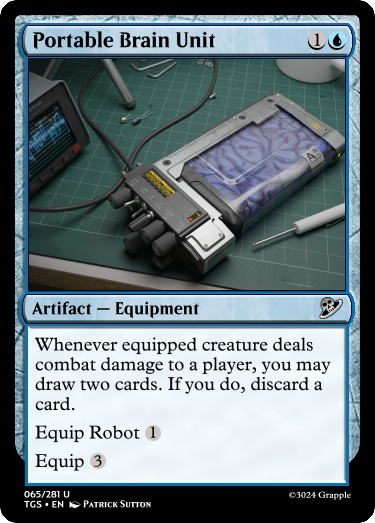 Portable Brain Unit 1
Artifact — Equipment
Whenever equipped creature deals
combat damage to a player, you may
draw two cards. If you do, discard a
card.
Equip Robot 1
Equip 3
065/281 U
TGS • EN Patrick Sutton
©3024 Grapple